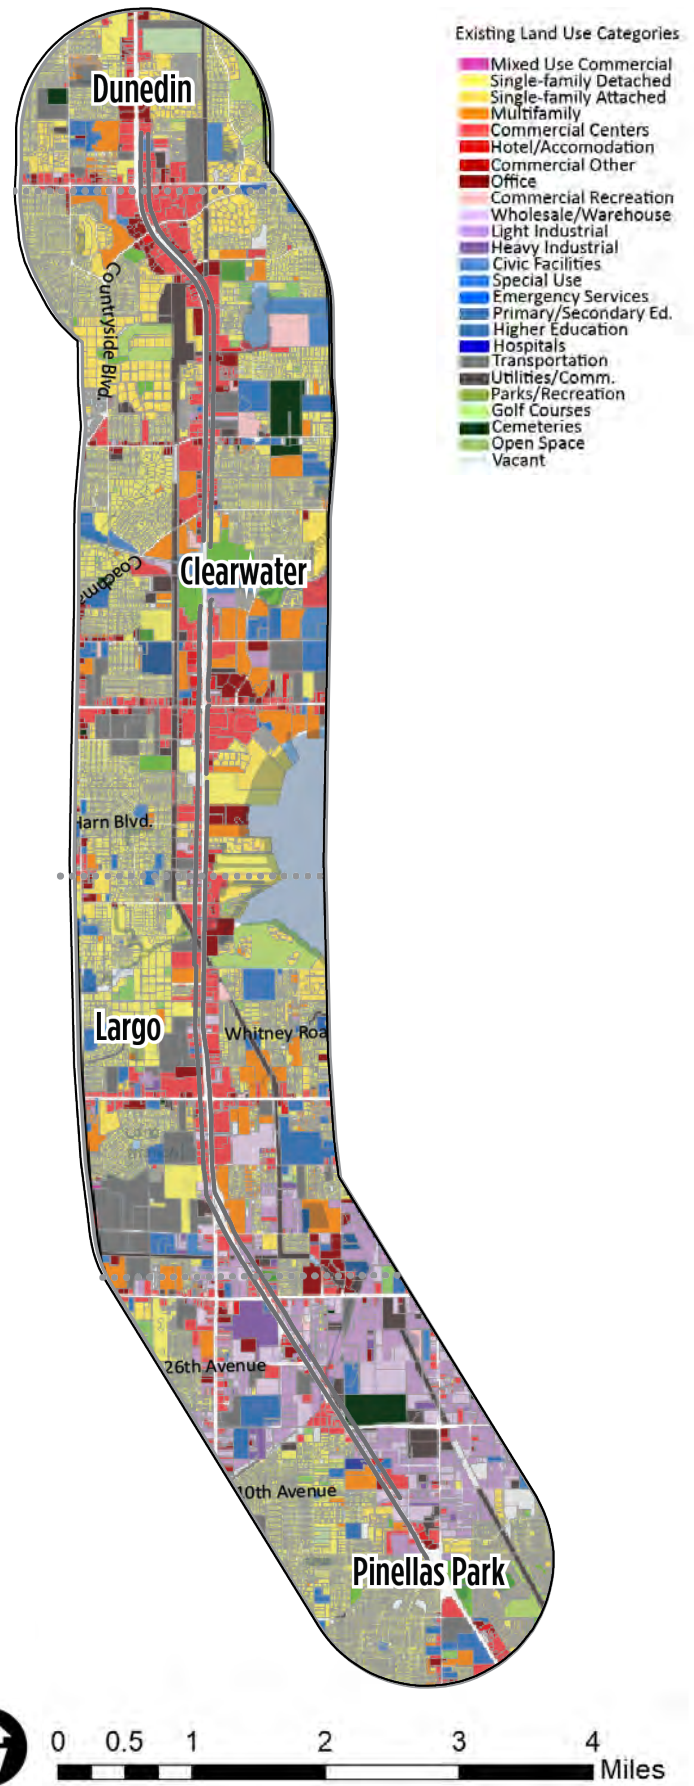 Existing Land Use Categories
Mixed Use Commercial
Single-family Detached
Single-family Attached
Multifamily
Commercial Centers
Hotel/Accomodation
Commercial Other
Office
Commercial Recreation
Wholesale/Warehouse
Light Industrial
Heavy Industrial
Civic Facilities
Special Use
Emergency Services
Primary/Secondary Ed.
Higher Education
Hospitals
Transportation
Utilities/Comm.
Parks/Recreation
Golf Courses
Cemeteries
Open Space
Vacant
Dunedin
Countryside Blvd.
Clearwater
Coachm
Harn Blvd.
Largo
Whitney Roa
26th Avenue
10th Avenue
Pinellas Park
0 0.5 1 2 3 4
Miles